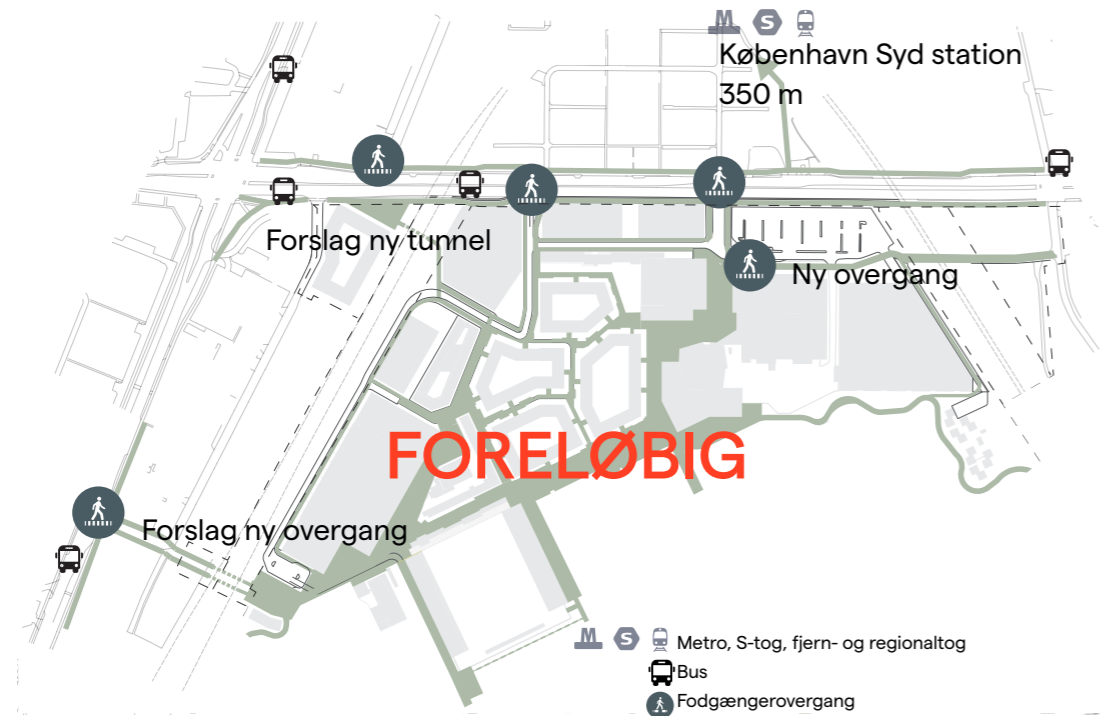 M S
København Syd station
350 m
Forslag ny tunnel
Ny overgang
FORELØBIG
Forslag ny overgang
M S Metro, S-tog, fjern- og regionaltog
Bus
Fodgængerovergang